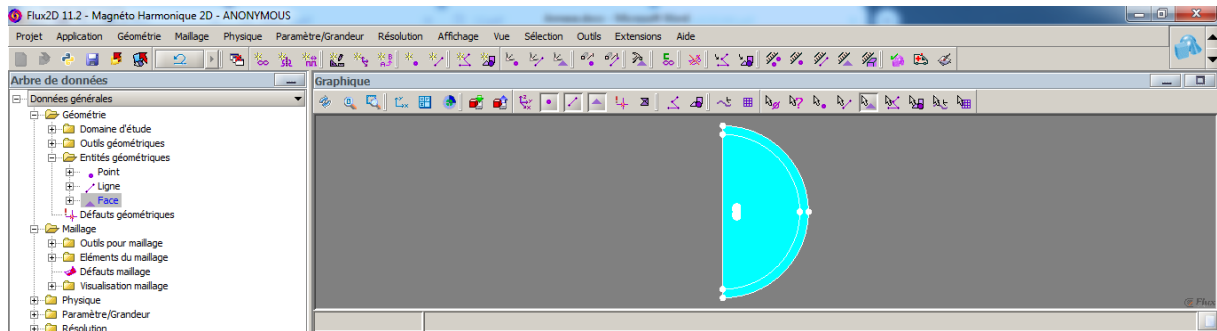 Flux2D 11.2 - Magnéto Harmonique 2D - ANONYMOUS
Projet Application Géométrie Maillage Physique Paramètre/Grandeur Résolution Affichage Vue Sélection Outils Extensions Aide
Arbre de données
Graphique
Données générales
Géométrie
Domaine d'étude
Outils géométriques
Entités géométriques
Point
Ligne
Face
Défauts géométriques
Maillage
Outils pour maillage
Eléments du maillage
Défauts maillage
Visualisation maillage
Physique
Paramètre/Grandeur
Résolution
Flux